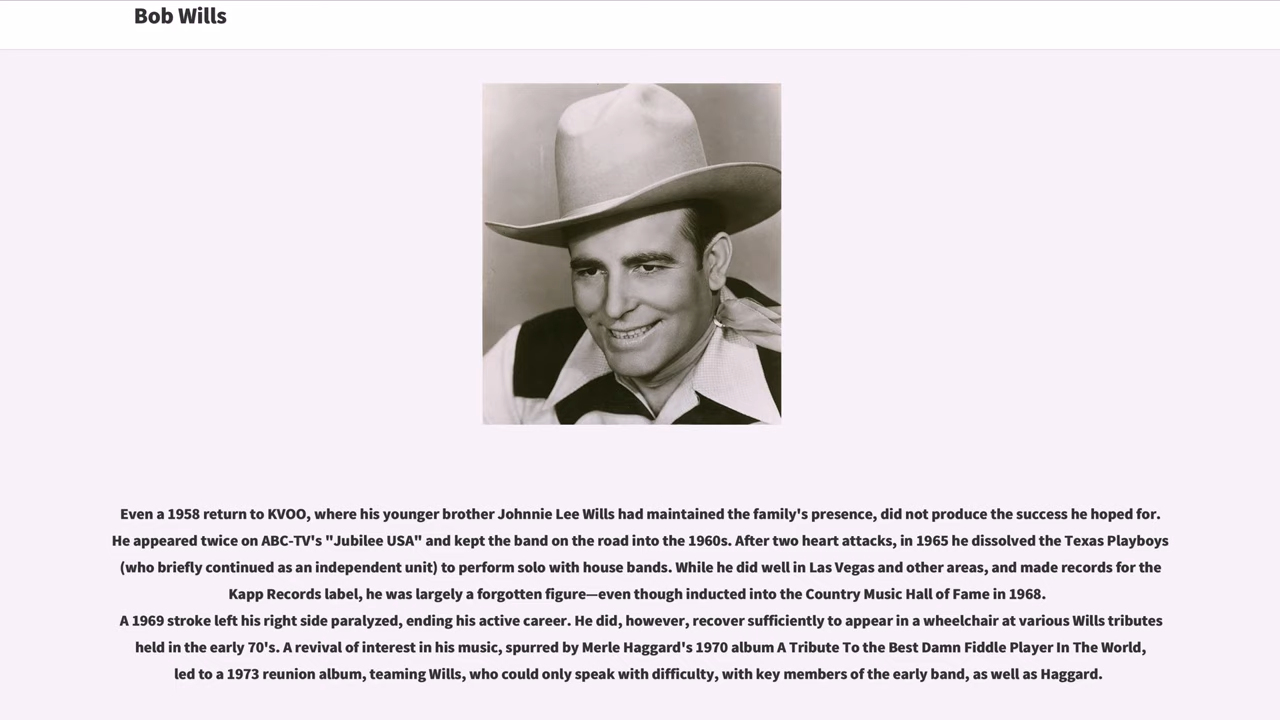 Bob Wills
Even a 1958 return to KVOO, where his younger brother Johnnie Lee Wills had maintained the family's presence, did not produce the success he hoped for.
He appeared twice on ABC-TV's "Jubilee USA" and kept the band on the road into the 1960s. After two heart attacks, in 1965 he dissolved the Texas Playboys
(who briefly continued as an independent unit) to perform solo with house bands. While he did well in Las Vegas and other areas, and made records for the
Kapp Records label, he was largely a forgotten figure—even though inducted into the Country Music Hall of Fame in 1968.
A 1969 stroke left his right side paralyzed, ending his active career. He did, however, recover sufficiently to appear in a wheelchair at various Wills tributes
held in the early 70's. A revival of interest in his music, spurred by Merle Haggard's 1970 album A Tribute To the Best Damn Fiddle Player In The World,
led to a 1973 reunion album, teaming Wills, who could only speak with difficulty, with key members of the early band, as well as Haggard.